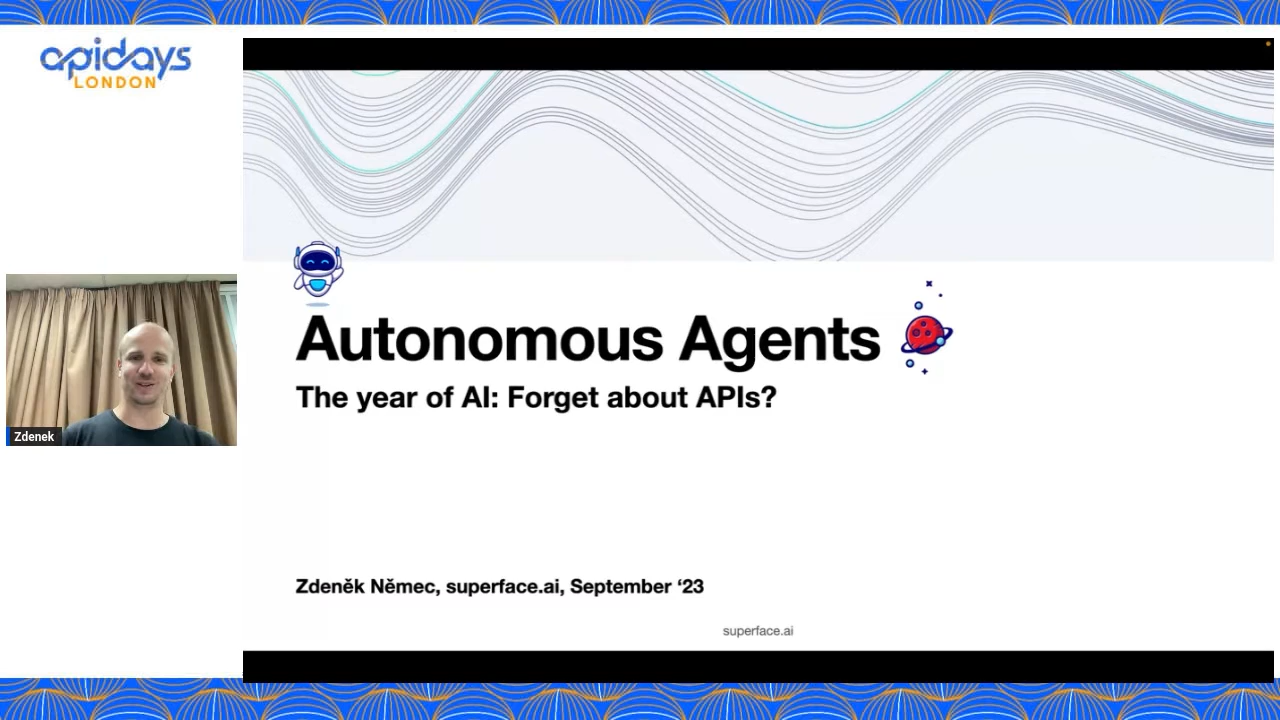 apidays
LONDON
Zdenek
Autonomous Agents
The year of AI: Forget about APIs?
Zdeněk Němec, superface.ai, September ‘23
superface.ai